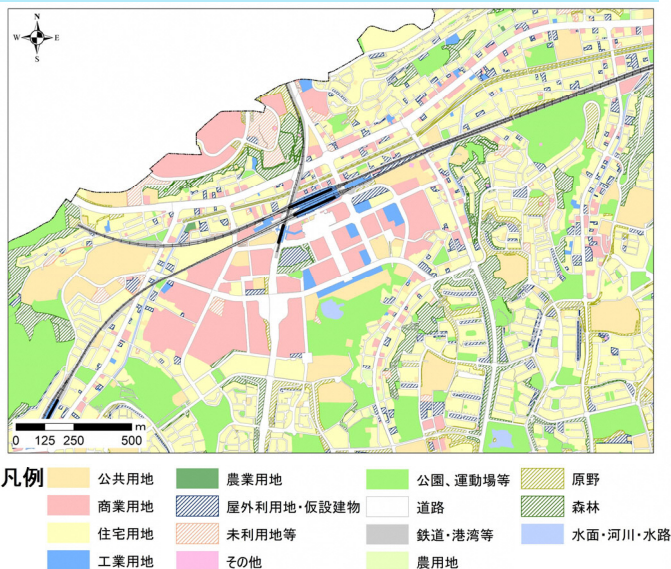 N
W E
S
0 125 250 500 m
凡例
公共用地 農業用地 公園、運動場等 原野
商業用地 屋外利用地・仮設建物 道路 森林
住宅用地 未利用地等 鉄道・港湾等 水面・河川・水路
工業用地 その他 農用地